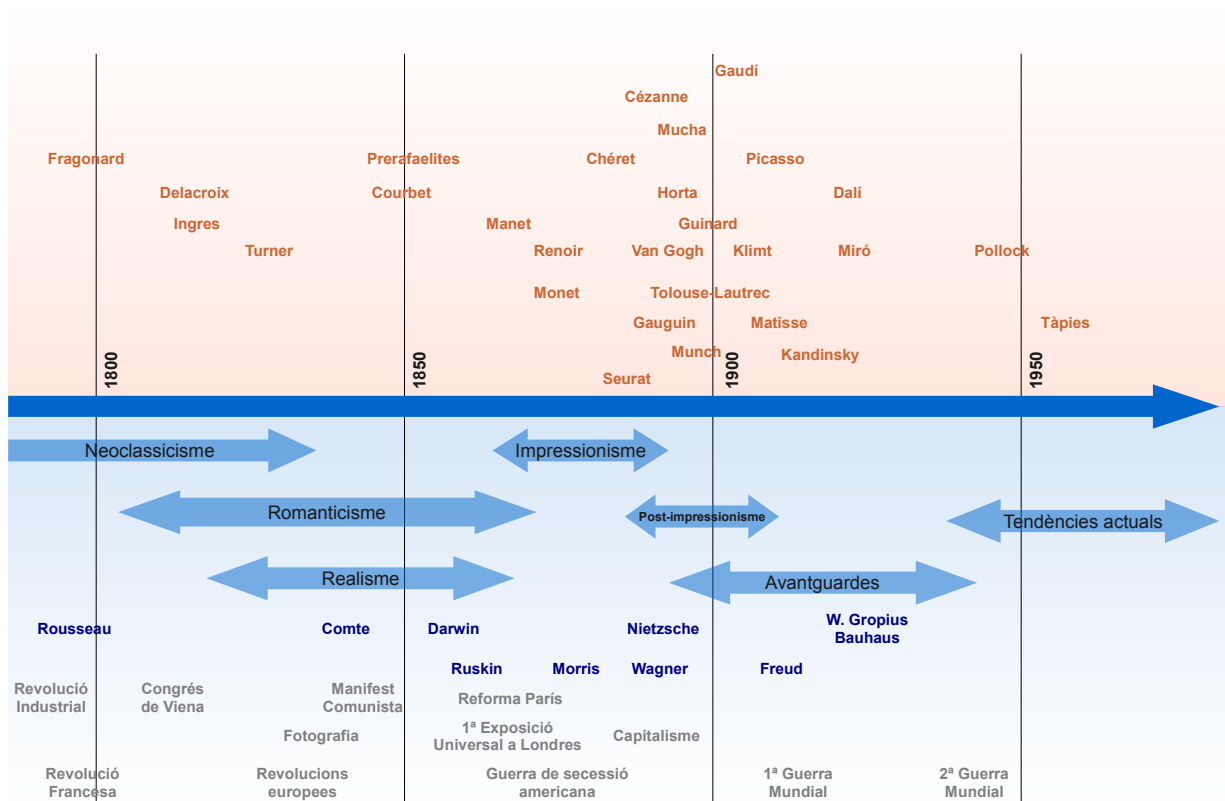 Gaudí
Cézanne
Mucha
Fragonard
Prerafaelites
Chéret
Picasso
Delacroix
Courbet
Horta
Dalí
Ingres
Manet
Guinard
Turner
Renoir
Van Gogh
Klimt
Miró
Pollock
Monet
Tolouse-Lautrec
Gauguin
Matisse
Tàpies
Munch
Kandinsky
Seurat
1800
1850
1900
1950
Neoclassicisme
Impressionisme
Romanticisme
Post-impressionisme
Tendències actuals
Realisme
Avantguardes
Rousseau
Comte
Darwin
Nietzsche
W. Gropius
Bauhaus
Ruskin
Morris
Wagner
Freud
Revolució
Industrial
Congrés
de Viena
Manifest
Comunista
Reforma París
Fotografia
1ª Exposició
Universal a Londres
Capitalisme
Revolució
Francesa
Revolucions
europees
Guerra de secessió
americana
1ª Guerra
Mundial
2ª Guerra
Mundial